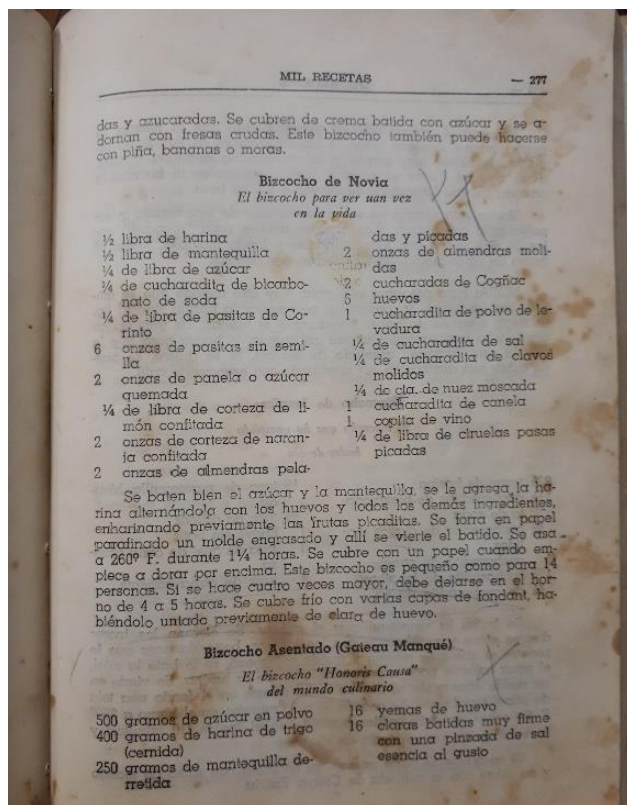 MIL RECETAS — 277
das y azucaradas. Se cubren de crema batida con azúcar y se a-
dornan con fresas crudas. Este bizcocho también puede hacerse
con piña, bananas o moras.
Bizcocho de Novia
El bizcocho para ver uan vez
en la vida
½ libra de harina
½ libra de mantequilla
¼ de libra de azúcar
¼ de cucharadita de bicarbo-
nato de soda
¼ de libra de pasitas de Co-
rinto
6 onzas de pasitas sin semi-
lla
2 onzas de panela o azúcar
quemada
¼ de libra de corteza de li-
món confitada
2 onzas de corteza de naran-
ja confitada
2 onzas de almendras pela-
das y picadas
2 onzas de almendras moli-
das
2 cucharadas de Cogñac
6 huevos
1 cucharadita de polvo de le-
vadura
¼ de cucharadita de sal
¼ de cucharadita de clavos
molidos
¼ de cta. de nuez moscada
1 cucharadita de canela
1 copita de vino
¼ de libra de ciruelas pasas
picadas
Se baten bien el azúcar y la mantequilla, se le agrega la ha-
rina alternándola con los huevos y todos los demás ingredientes,
enharinando previamente las frutas picaditas. Se forra en papel
parafinado un molde engrasado y allí se vierte el batido. Se asa
a 260º F. durante 1¼ horas. Se cubre con un papel cuando em-
piece a dorar por encima. Este bizcocho es pequeño como para 14
personas. Si se hace cuatro veces mayor, debe dejarse en el hor-
no de 4 a 5 horas. Se cubre frío con varias capas de fondant, ha-
biéndolo untado previamente de clara de huevo.
Bizcocho Asentado (Gateau Manqué)
El bizcocho "Honoris Causa"
del mundo culinario
500 gramos de azúcar en polvo
400 gramos de harina de trigo
(cernida)
250 gramos de mantequilla de-
rretida
16 yemas de huevo
16 claras batidas muy firme
con una pinzada de sal
esencia al gusto